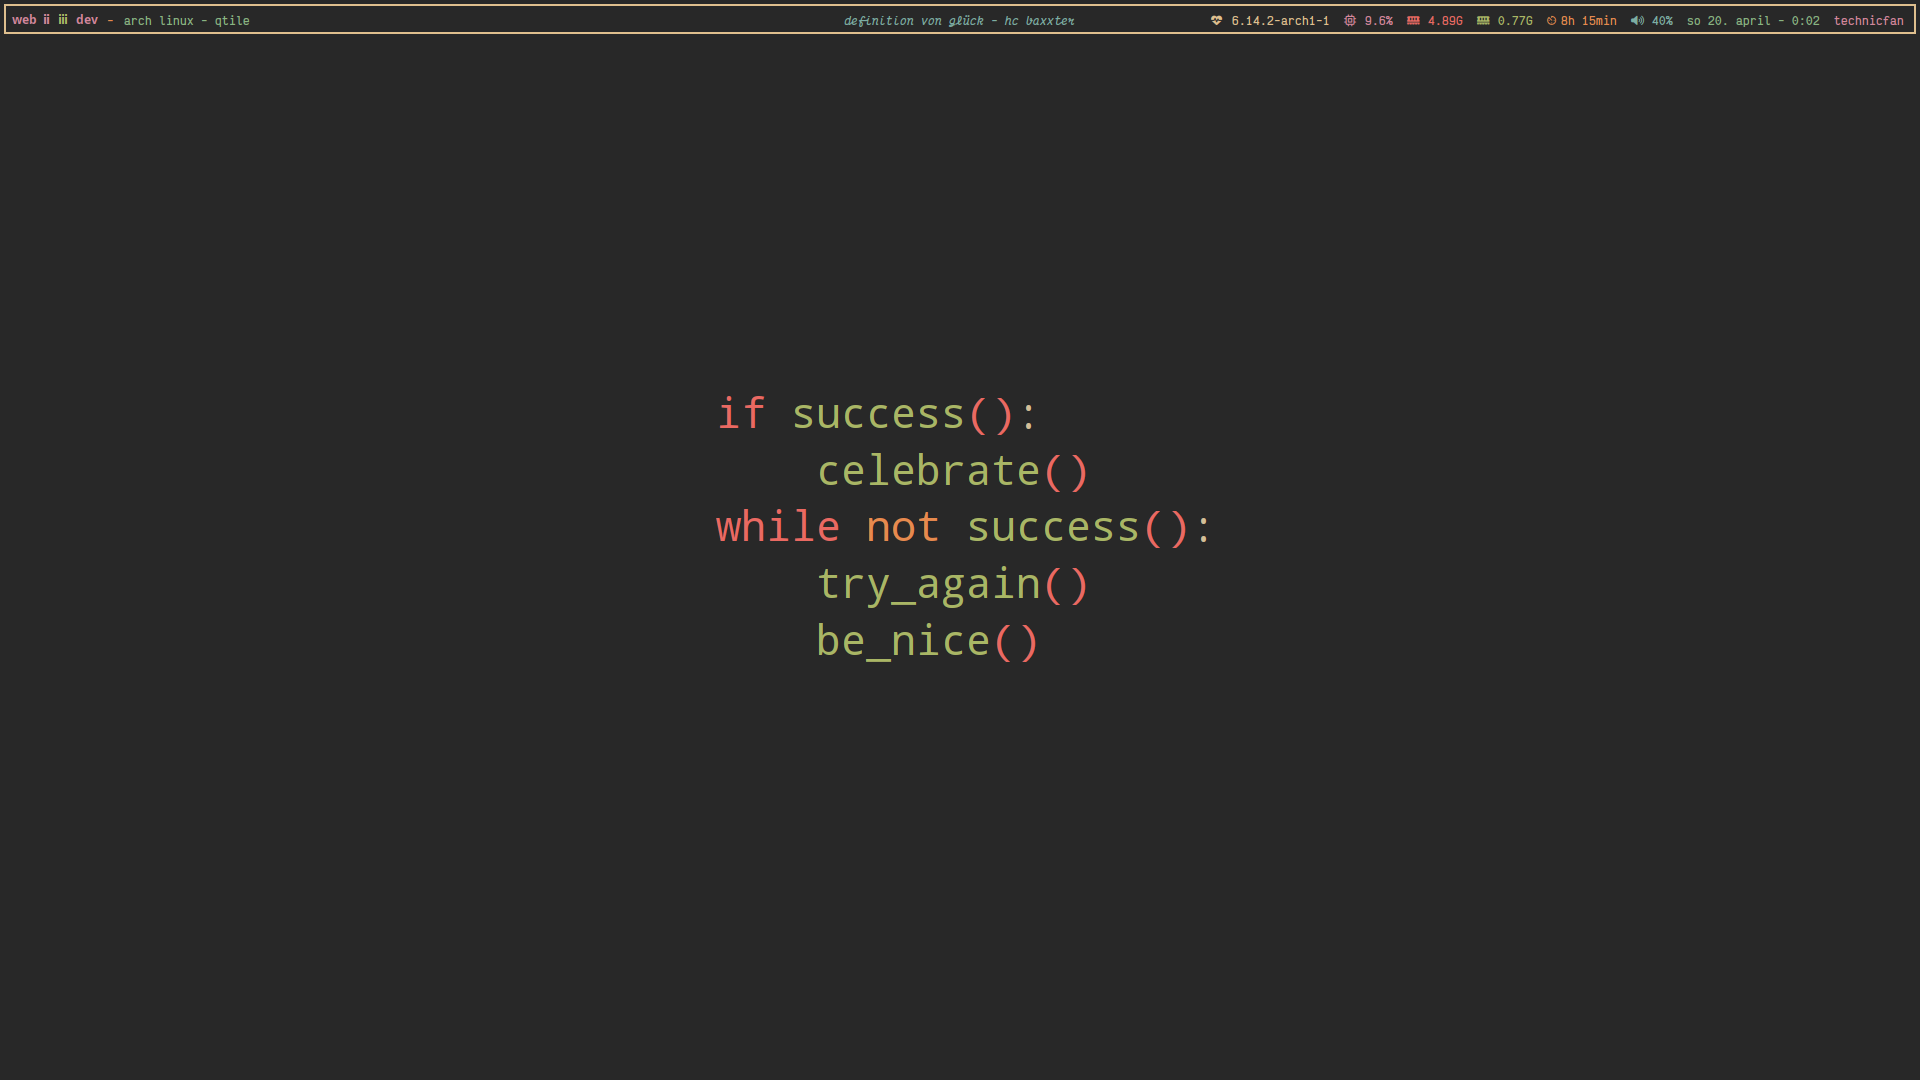 web ii iii dev - arch linux - qtile definition von glück - hc baxxter 6.14.2-arch1-1 9.6% 4.89G 0.77G 8h 15min 40% so 20. april - 0:02 technicfan
if success():
    celebrate()
while not success():
    try_again()
    be_nice()